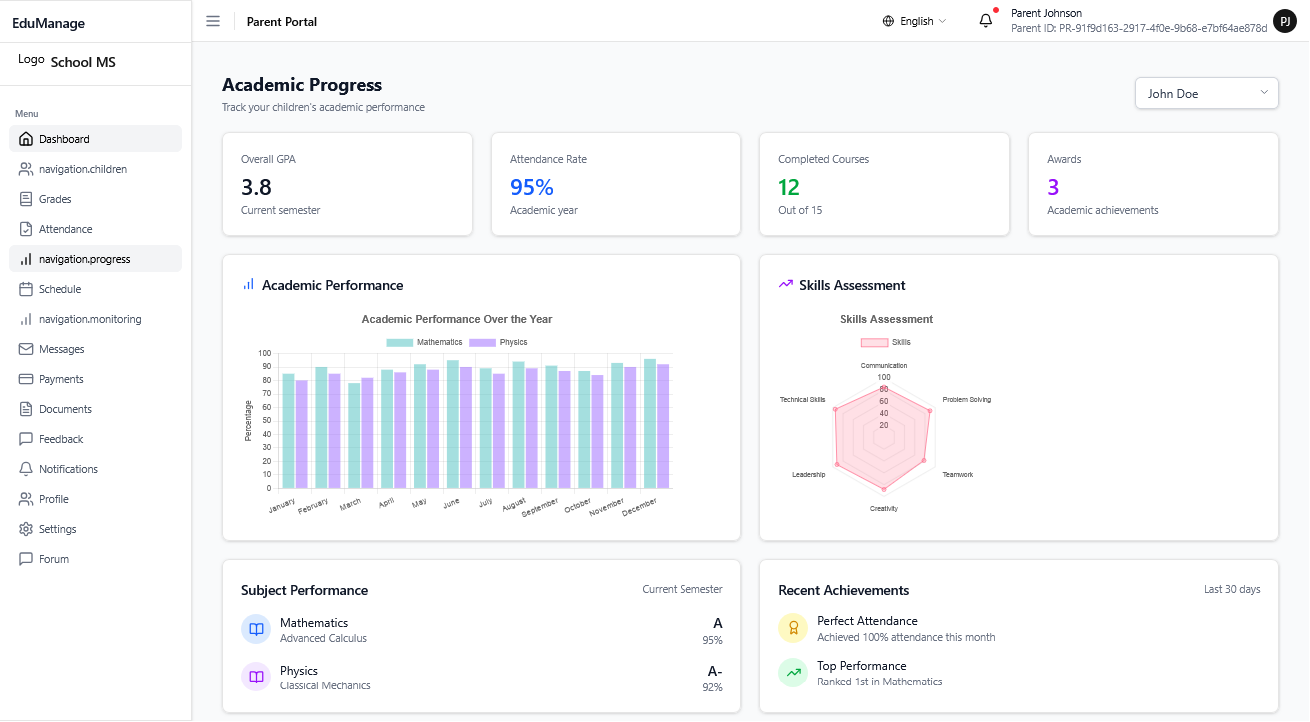 EduManage
Logo School MS
Menu
Dashboard
navigation.children
Grades
Attendance
navigation.progress
Schedule
navigation.monitoring
Messages
Payments
Documents
Feedback
Notifications
Profile
Settings
Forum
Parent Portal
English
Parent Johnson
Parent ID: PR-91f9d163-2917-4f0e-9b68-e7bf64ae878d
PJ
Academic Progress
Track your children's academic performance
John Doe
Overall GPA
3.8
Current semester
Attendance Rate
95%
Academic year
Completed Courses
12
Out of 15
Awards
3
Academic achievements
Academic Performance
Academic Performance Over the Year
Mathematics Physics
Percentage
100
90
80
70
60
50
40
30
20
10
0
January February March April May June July August September October November December
Skills Assessment
Skills Assessment
Skills
Communication
100
80
60
40
20
Technical Skills
Problem Solving
Leadership
Teamwork
Creativity
Subject Performance
Current Semester
Mathematics
A
Advanced Calculus
95%
Physics
A-
Classical Mechanics
92%
Recent Achievements
Last 30 days
Perfect Attendance
Achieved 100% attendance this month
Top Performance
Ranked 1st in Mathematics